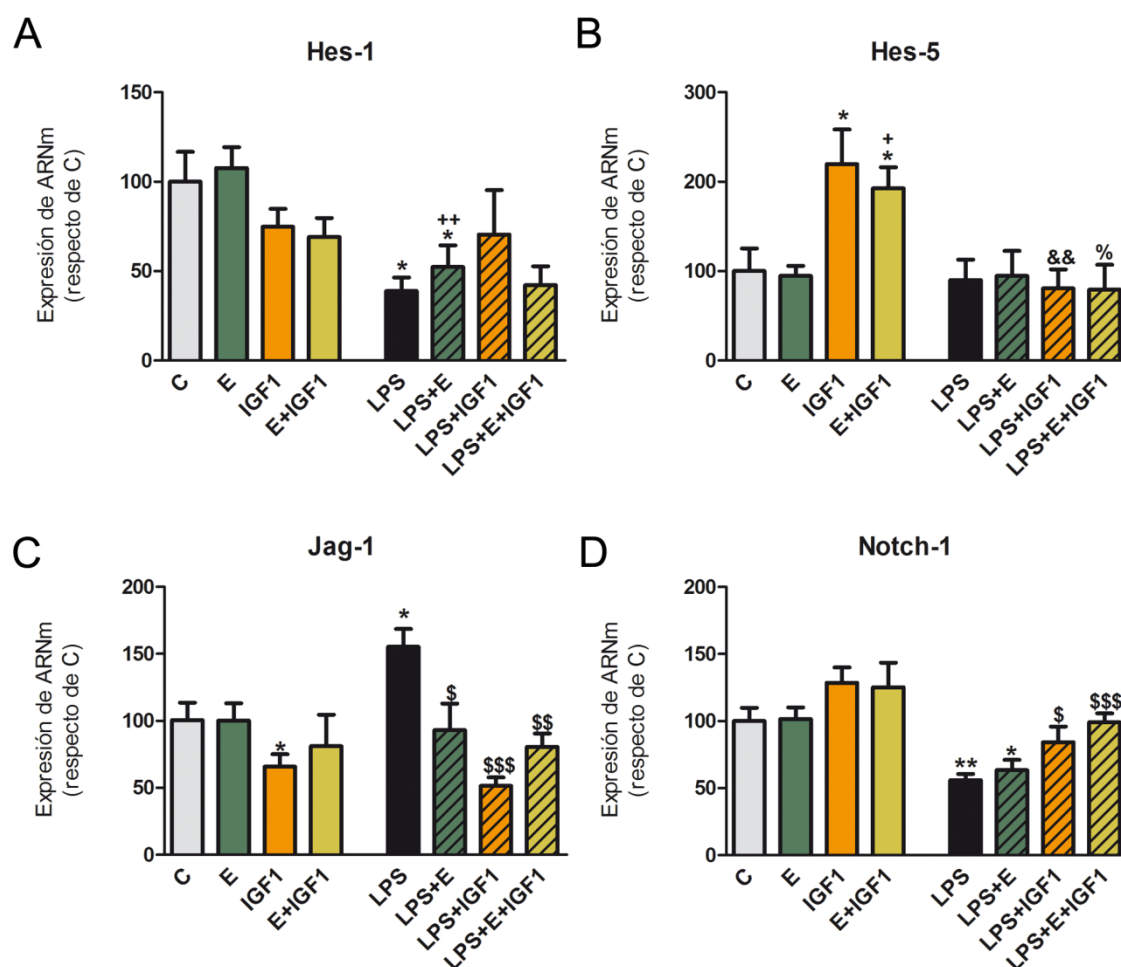 A
Hes-1
Expresión de ARNm
(respecto de C)
150
100
50
0
*
++
*
C
E
IGF1
E+IGF1
LPS
LPS+E
LPS+IGF1
LPS+E+IGF1
B
Hes-5
Expresión de ARNm
(respecto de C)
300
200
100
0
*
+
*
&&
%
C
E
IGF1
E+IGF1
LPS
LPS+E
LPS+IGF1
LPS+E+IGF1
C
Jag-1
Expresión de ARNm
(respecto de C)
200
150
100
50
0
*
*
$
$$$
$$
C
E
IGF1
E+IGF1
LPS
LPS+E
LPS+IGF1
LPS+E+IGF1
D
Notch-1
Expresión de ARNm
(respecto de C)
200
150
100
50
0
**
*
$
$$$
C
E
IGF1
E+IGF1
LPS
LPS+E
LPS+IGF1
LPS+E+IGF1